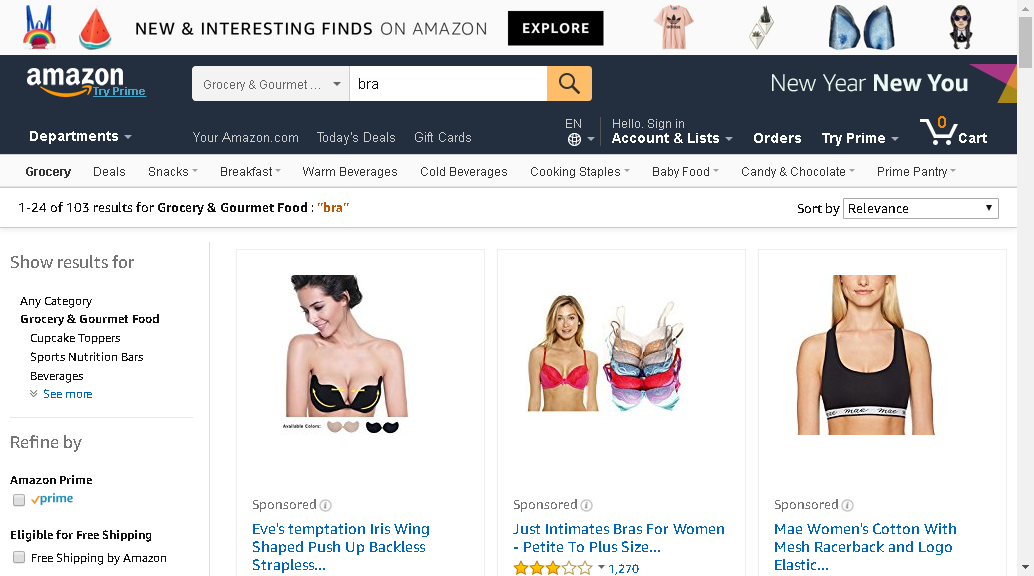 NEW & INTERESTING FINDS ON AMAZON EXPLORE
amazon
Try Prime
Grocery & Gourmet ... bra
New Year New You
Departments
Your Amazon.com Today's Deals Gift Cards
EN
Hello. Sign in
Account & Lists
Orders
Try Prime
0
Cart
Grocery Deals Snacks Breakfast Warm Beverages Cold Beverages Cooking Staples Baby Food Candy & Chocolate Prime Pantry
1-24 of 103 results for Grocery & Gourmet Food : "bra"
Sort by Relevance
Show results for
Any Category
Grocery & Gourmet Food
Cupcake Toppers
Sports Nutrition Bars
Beverages
See more
Refine by
Amazon Prime
prime
Eligible for Free Shipping
Free Shipping by Amazon
Available Colors:
Sponsored
Eve's temptation Iris Wing
Shaped Push Up Backless
Strapless...
Sponsored
Just Intimates Bras For Women
- Petite To Plus Size...
1,270
mae mae mae
Sponsored
Mae Women's Cotton With
Mesh Racerback and Logo
Elastic...